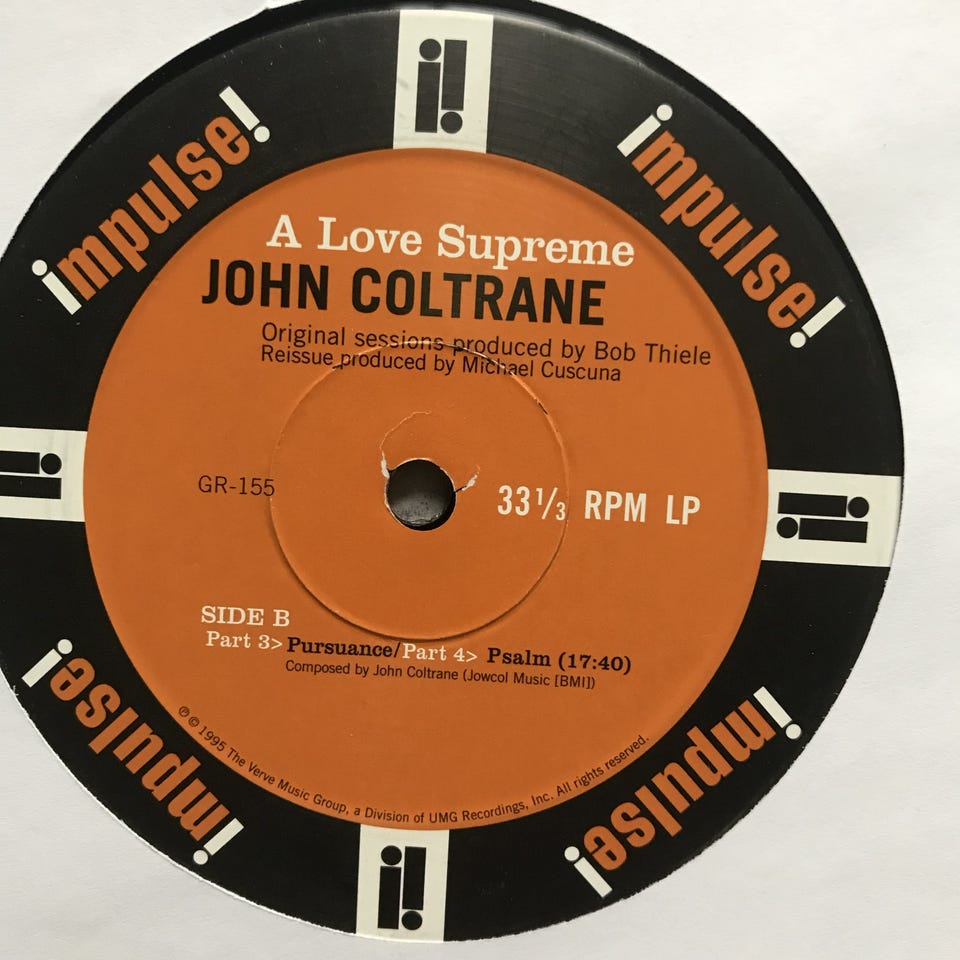 impulse!
impulse!
A Love Supreme
JOHN COLTRANE
Original sessions produced by Bob Thiele
Reissue produced by Michael Cuscuna
GR-155
33 1/3 RPM LP
SIDE B
Part 3> Pursuance/Part 4> Psalm (17:40)
Composed by John Coltrane (Jowcol Music [BMI])
℗ © 1995 The Verve Music Group, a Division of UMG Recordings, Inc. All rights reserved.
impulse!
impulse!